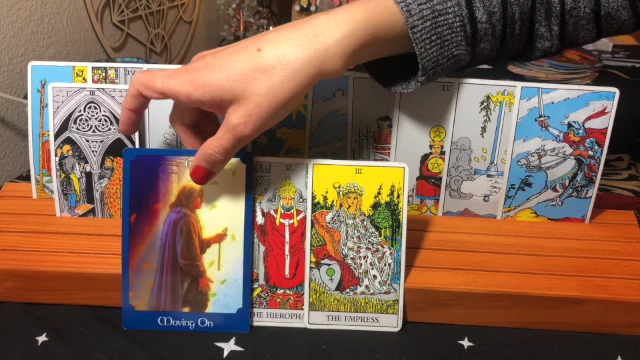 IV
Moving On
V
THE HIEROPHA
III
THE EMPRESS.